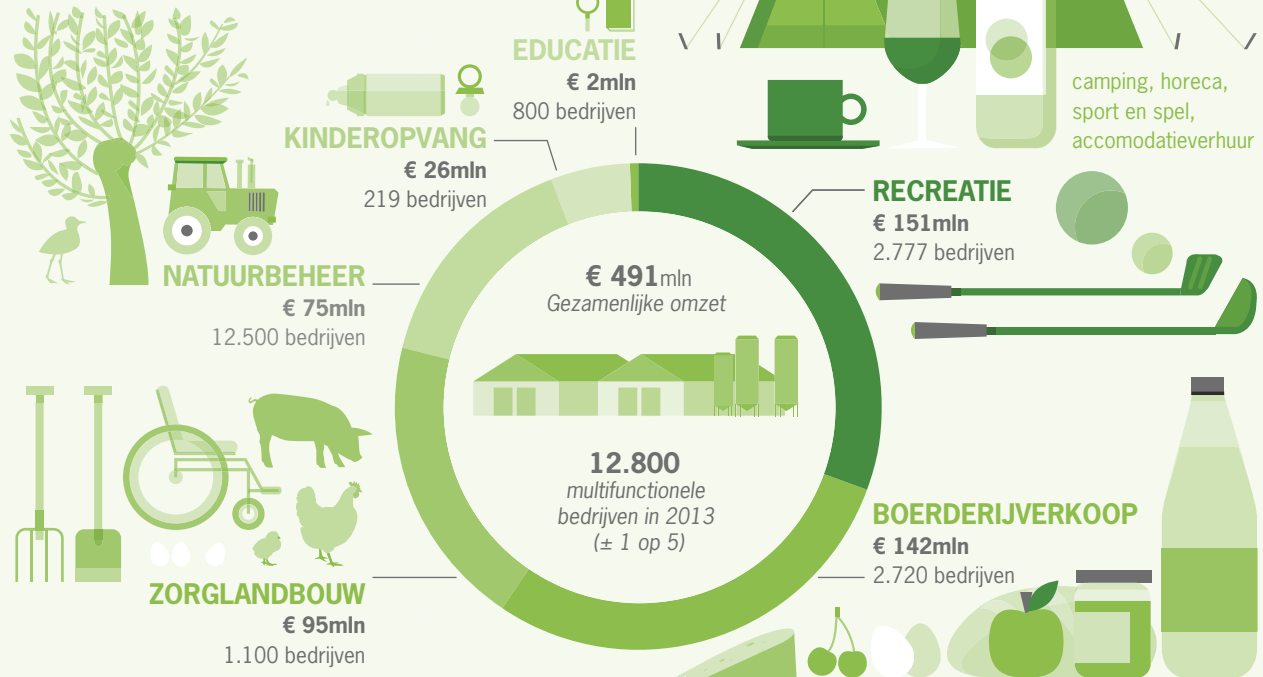 EDUCATIE
€ 2mln
800 bedrijven
camping, horeca,
sport en spel,
accomodatieverhuur
KINDEROPVANG
€ 26mln
219 bedrijven
RECREATIE
€ 151mln
2.777 bedrijven
NATUURBEHEER
€ 75mln
12.500 bedrijven
€ 491mln
Gezamenlijke omzet
12.800
multifunctionele
bedrijven in 2013
(± 1 op 5)
BOERDERIJVERKOOP
€ 142mln
2.720 bedrijven
ZORGLANDBOUW
€ 95mln
1.100 bedrijven